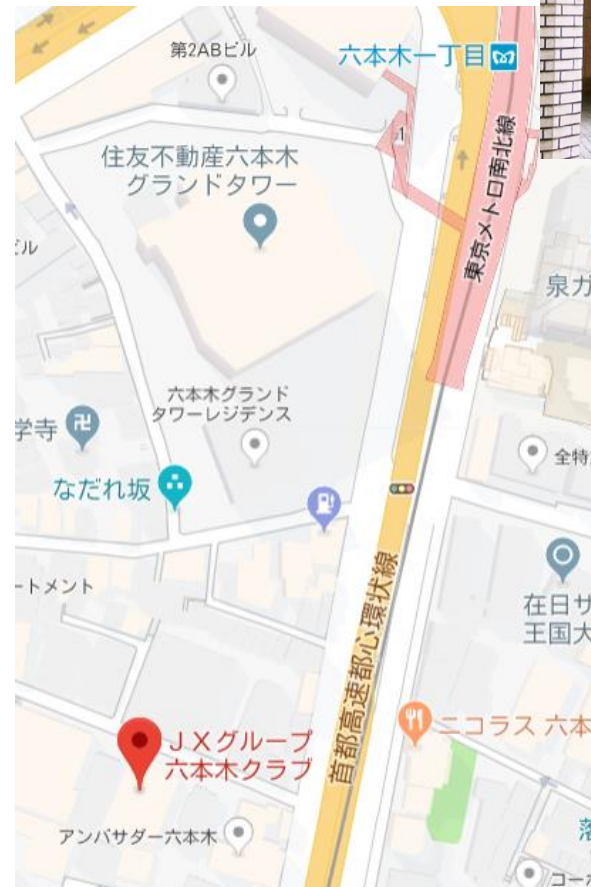 第2ABビル
六本木一丁目
1
住友不動産六本木
グランドタワー
東京メトロ南北線
ビル
泉ガ
六本木グランド
タワーレジデンス
学寺
全特
なだれ坂
ートメント
在日サ
王国大
首都高速都心環状線
ニコラス 六本
JXグループ
六本木クラブ
アンバサダー六本木
落
コーポ